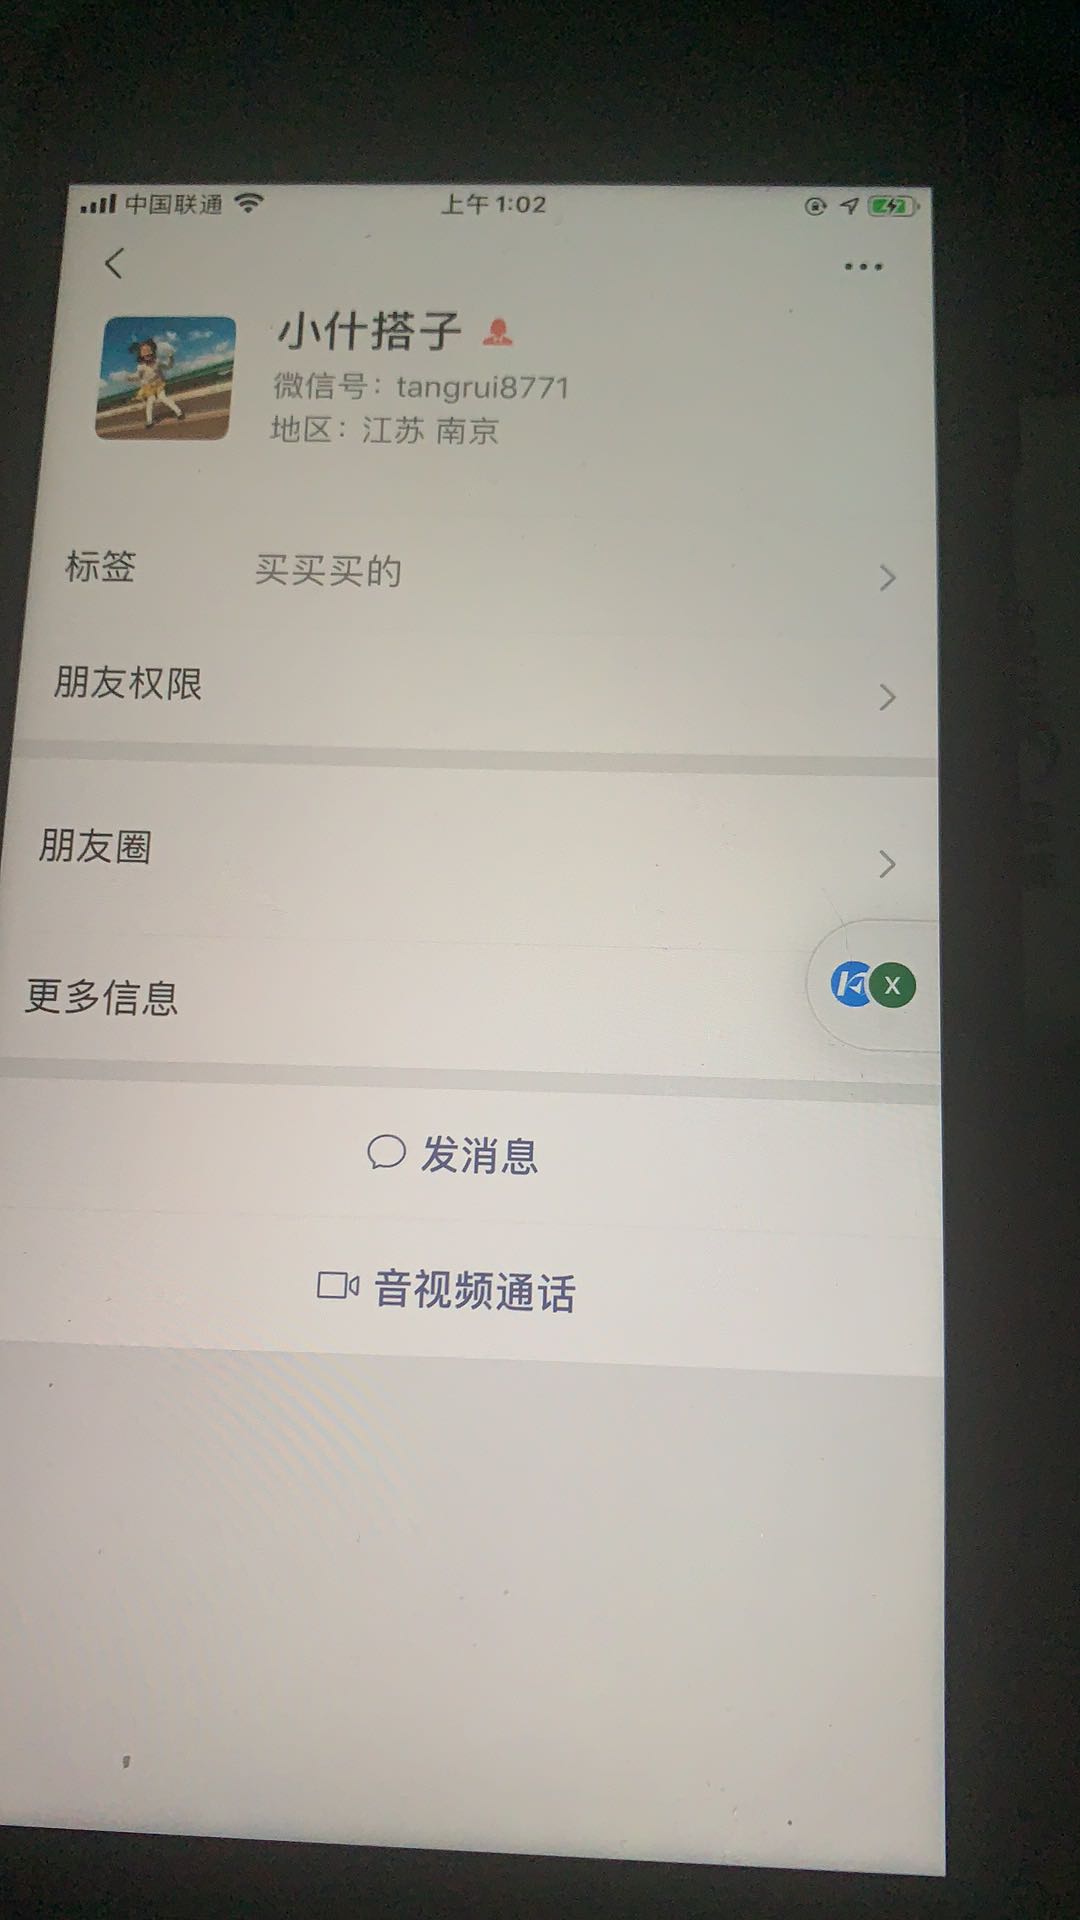 中国联通 上午1:02
小什搭子
微信号：tangrui8771
地区：江苏 南京
标签 买买买的
朋友权限
朋友圈
更多信息
X
发消息
音视频通话